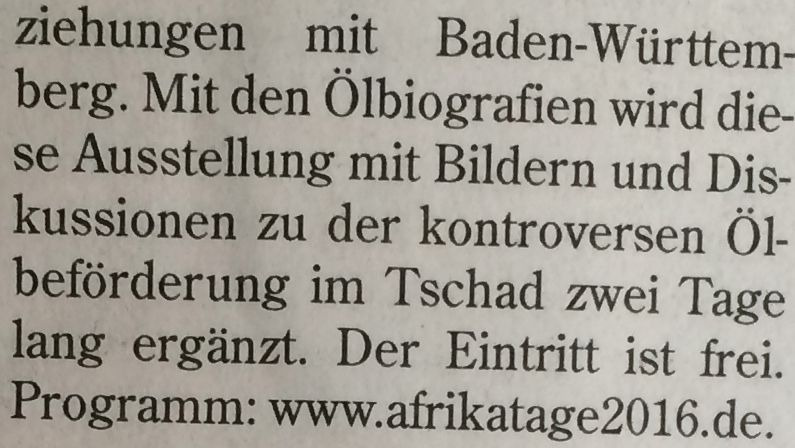 ziehungen mit Baden-Württem-
berg. Mit den Ölbiografien wird die-
se Ausstellung mit Bildern und Dis-
kussionen zu der kontroversen Öl-
beförderung im Tschad zwei Tage
lang ergänzt. Der Eintritt ist frei.
Programm: www.afrikatage2016.de.